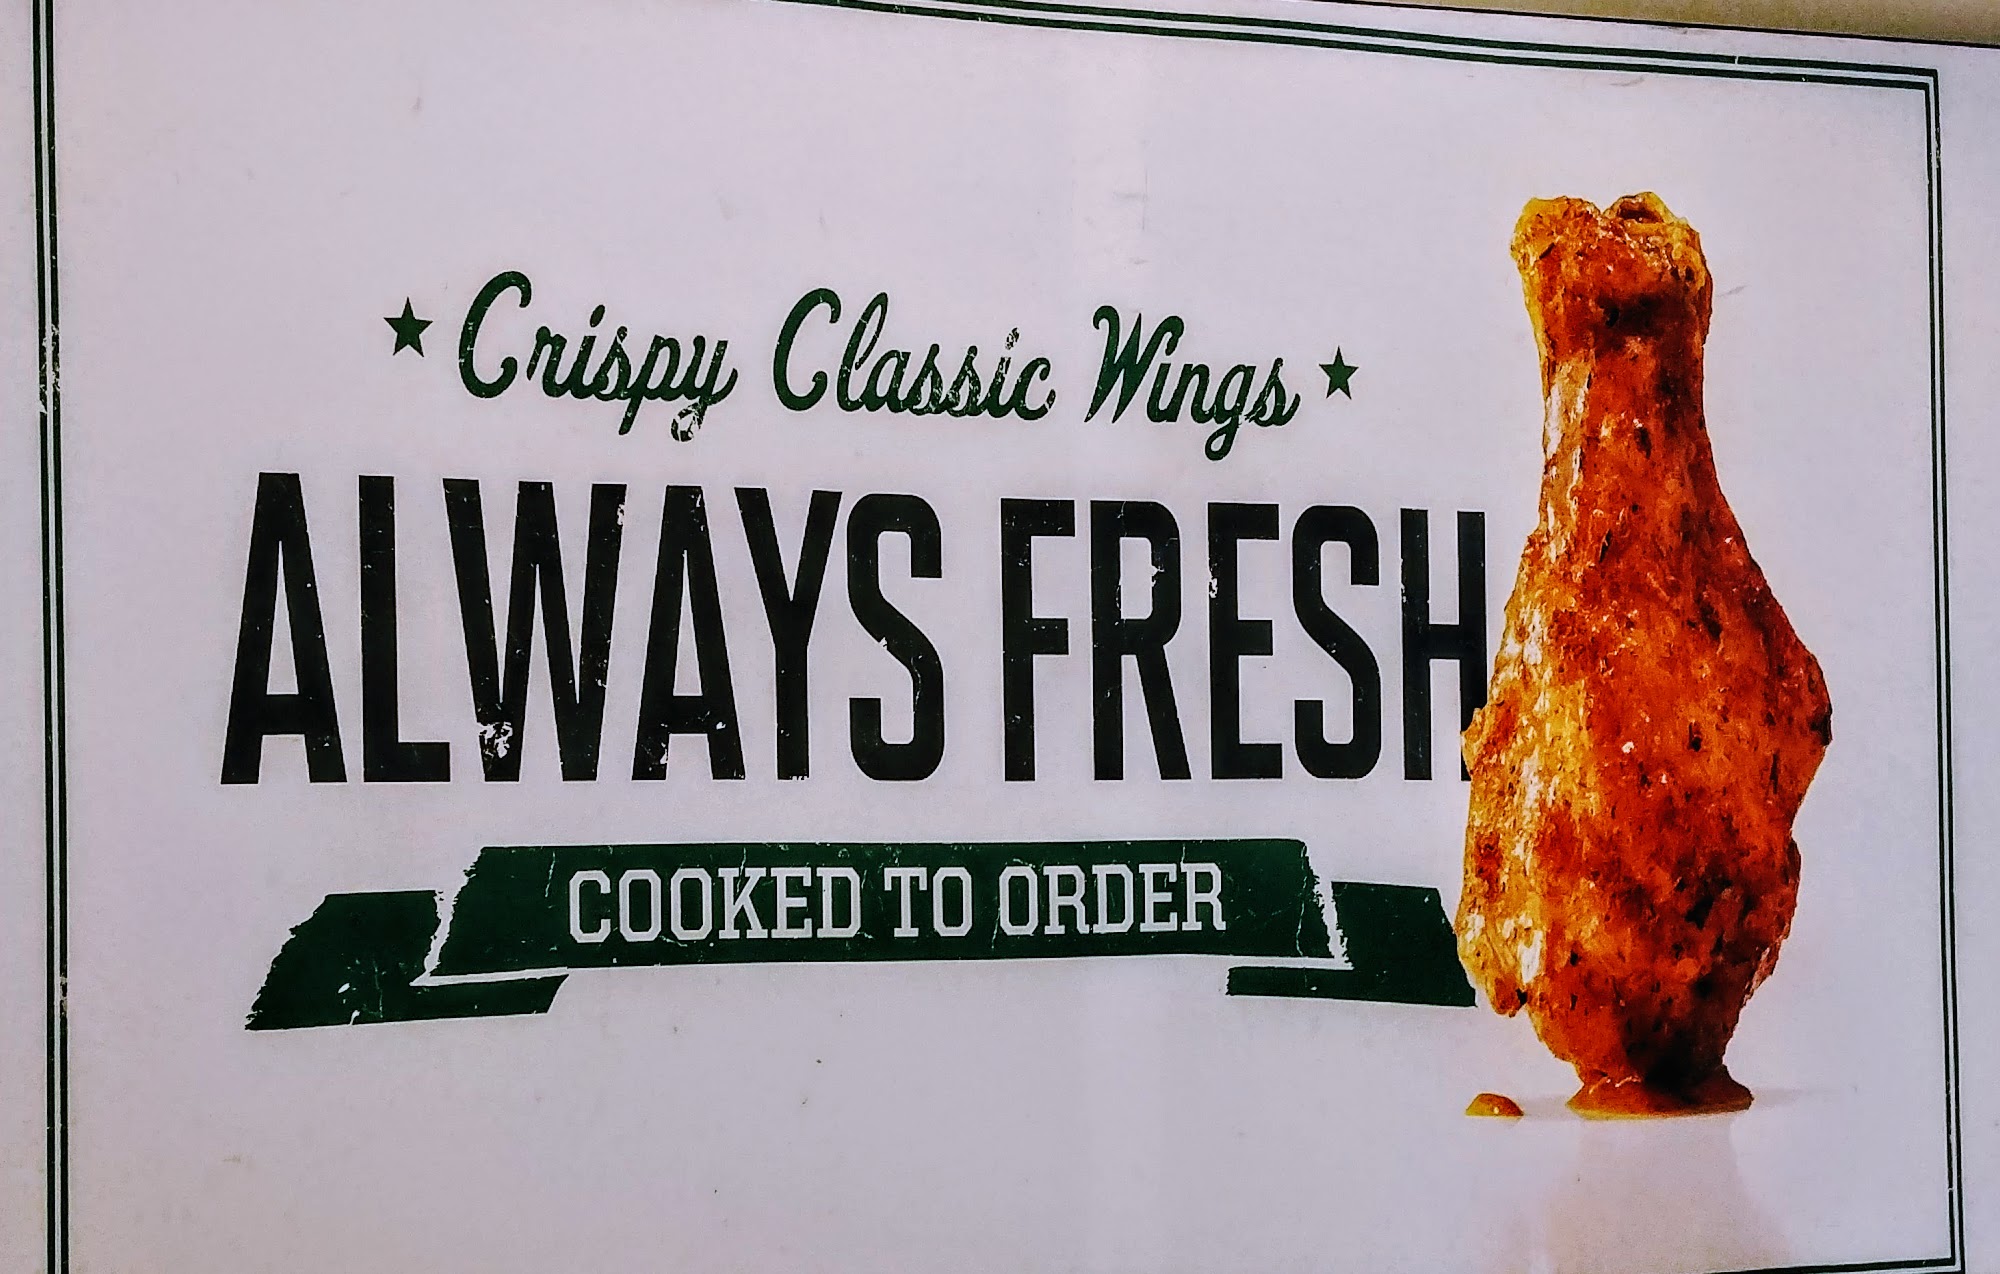 Crispy Classic Wings
ALWAYS FRESH
COOKED TO ORDER